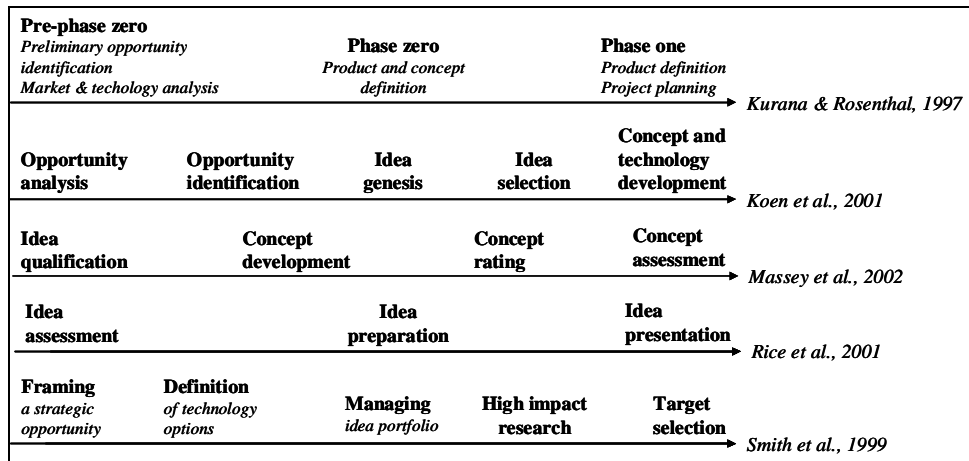 Pre-phase zero
Preliminary opportunity
identification
Market & techology analysis
Phase zero
Product and concept
definition
Phase one
Product definition
Project planning
Kurana & Rosenthal, 1997
Opportunity
analysis
Opportunity
identification
Idea
genesis
Idea
selection
Concept and
technology
development
Koen et al., 2001
Idea
qualification
Concept
development
Concept
rating
Concept
assessment
Massey et al., 2002
Idea
assessment
Idea
preparation
Idea
presentation
Rice et al., 2001
Framing
a strategic
opportunity
Definition
of technology
options
Managing
idea portfolio
High impact
research
Target
selection
Smith et al., 1999